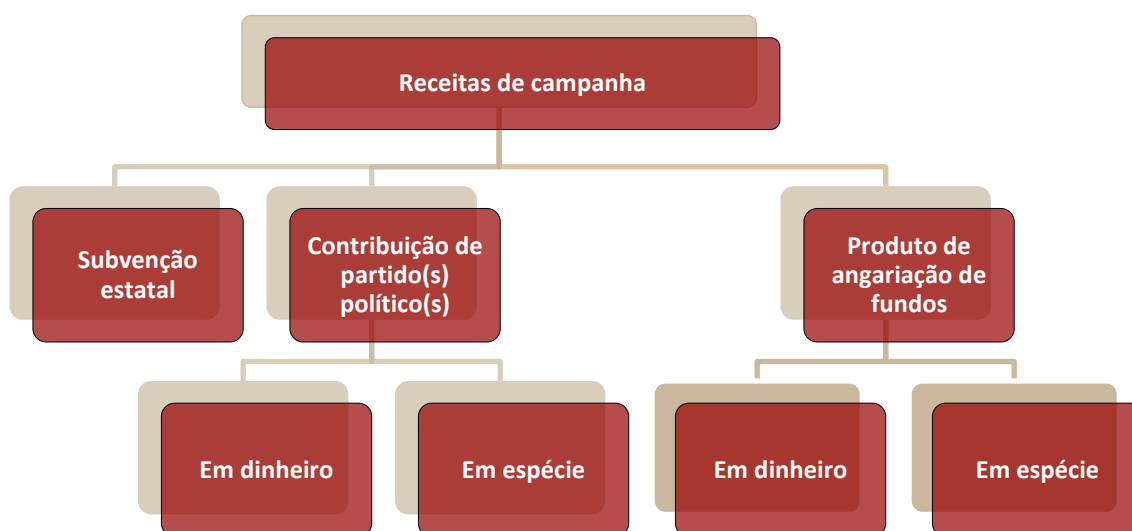 Receitas de campanha
Subvenção
estatal
Contribuição de
partido(s)
político(s)
Produto de
angariação de
fundos
Em dinheiro
Em espécie
Em dinheiro
Em espécie